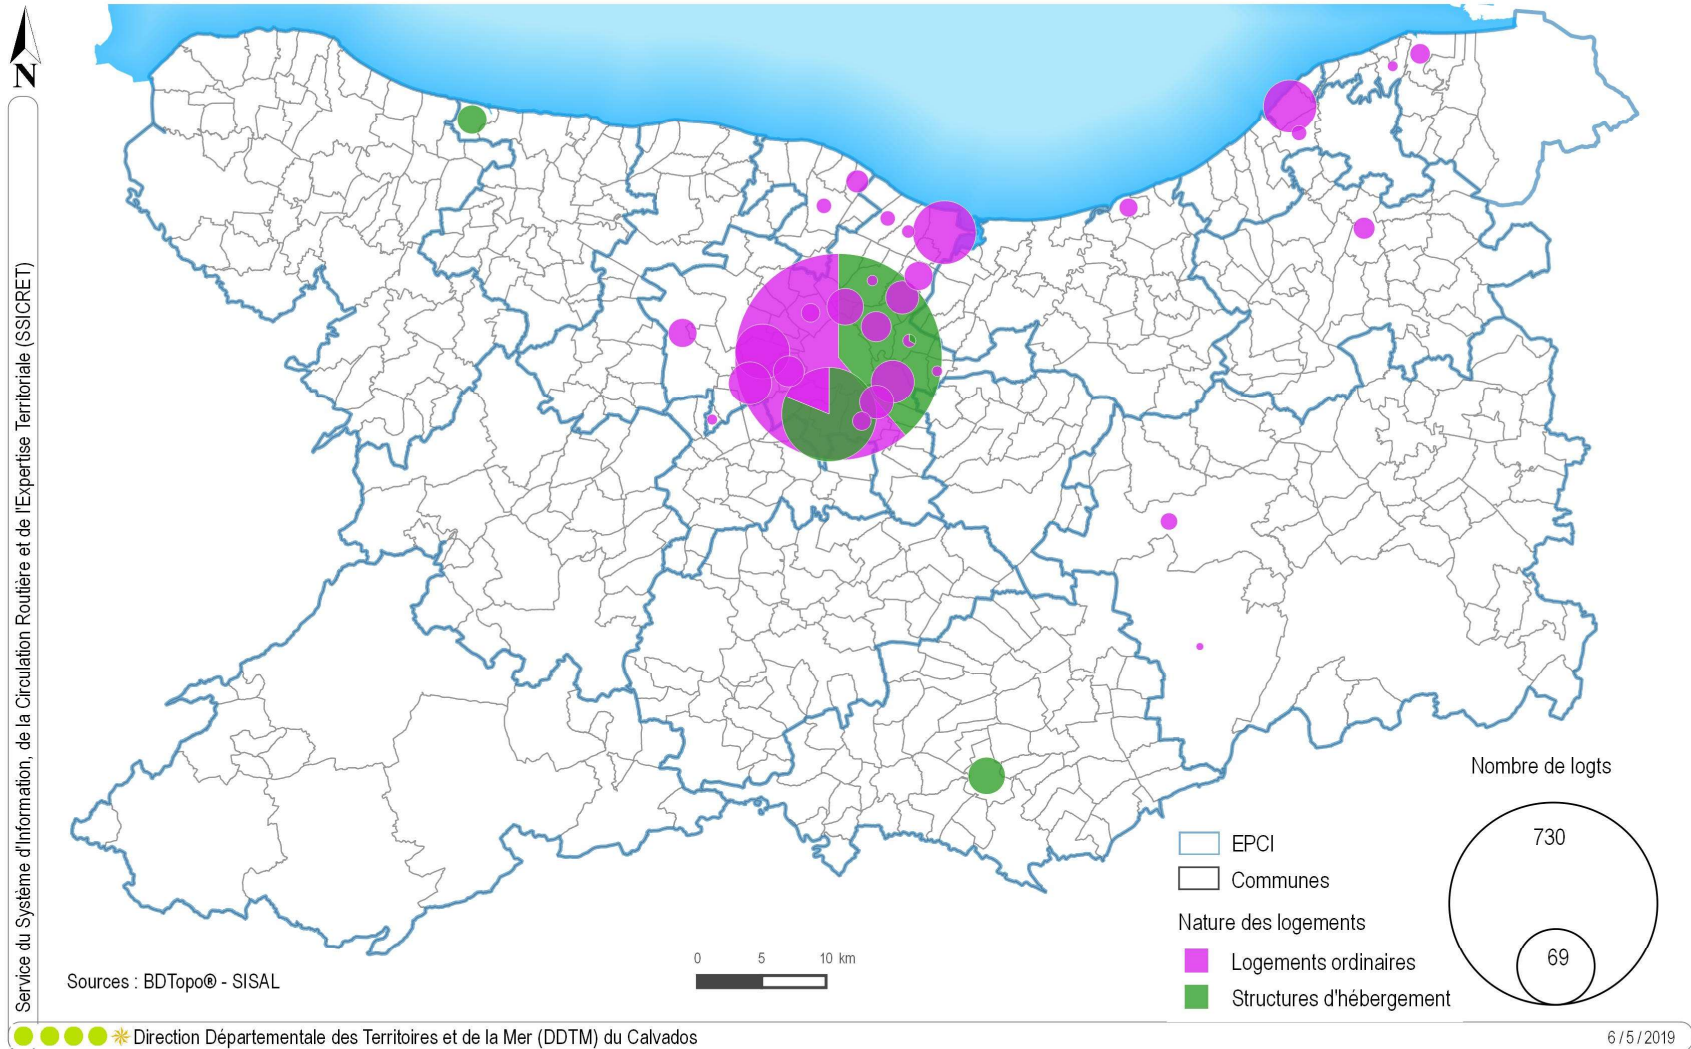 N
Service du Système d'Information, de la Circulation Routière et de l'Expertise Territoriale (SSICRET)
Nombre de logts
730
69
EPCI
Communes
Nature des logements
Logements ordinaires
Structures d'hébergement
0 5 10 km
Sources : BDTopo® - SISAL
Direction Départementale des Territoires et de la Mer (DDTM) du Calvados
6/5/2019